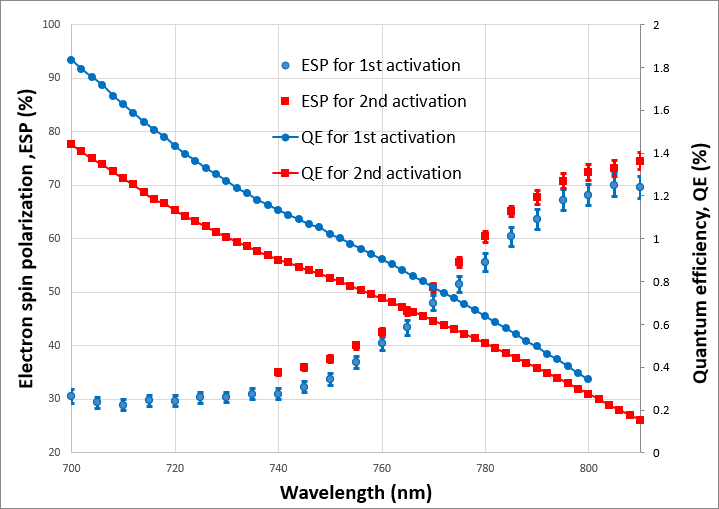 100
90
80
70
60
50
40
30
20
Electron spin polarization ,ESP (%)
ESP for 1st activation
ESP for 2nd activation
QE for 1st activation
QE for 2nd activation
2
1.8
1.6
1.4
1.2
1
0.8
0.6
0.4
0.2
0
Quantum efficiency, QE (%)
700 720 740 760 780 800
Wavelength (nm)